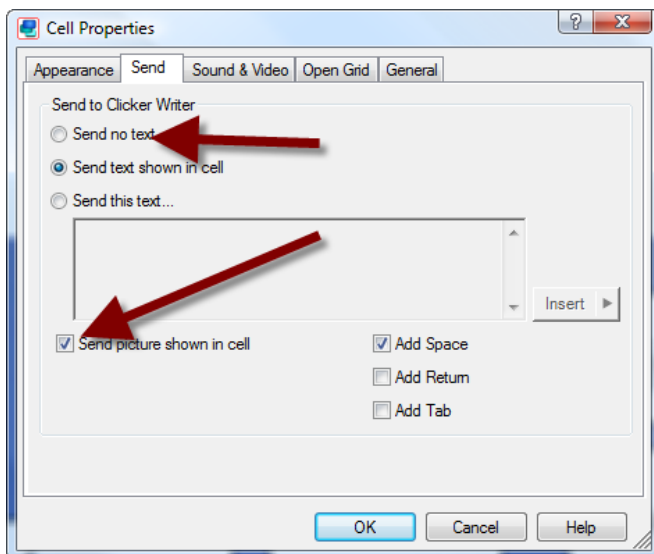 Cell Properties
Appearance Send Sound & Video Open Grid General
Send to Clicker Writer
Send no text
Send text shown in cell
Send this text...
Insert
Send picture shown in cell
Add Space
Add Return
Add Tab
OK Cancel Help